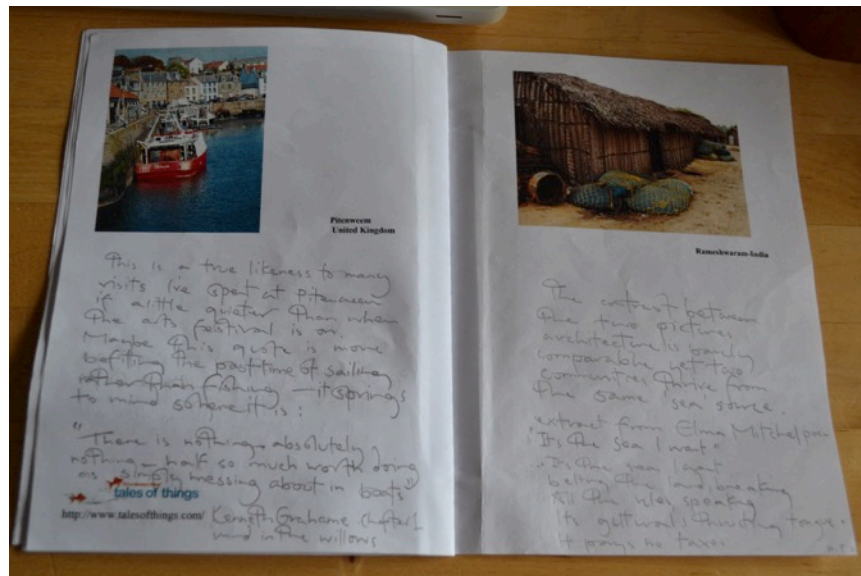 Pitenweem
United Kingdom
This is a true likeness to many
visits I've spent at Pitenweem
if a little quieter than when
the arts festival is on.
Maybe this quote is more
befitting the pasttime of sailing
rather than fishing — it springs
to mind so here it is:
"There is nothing - absolutely
nothing - half so much worth doing
as simply messing about in boats"
tales of things
http://www.talesofthings.com/
Kenneth Grahame Chapter 1
wind in the willows
Rameshwaram-India
The contrast between
the two pictures
architecture is barely
comparable yet two
communities thrive from
the same 'sea' source.
extract from Elma Mitchell poem
"It's the sea I want"
"It's the sea I want
belting the land, breaking
All the rules speaking
Its guttural, thrusting tongue.
It pays no taxes